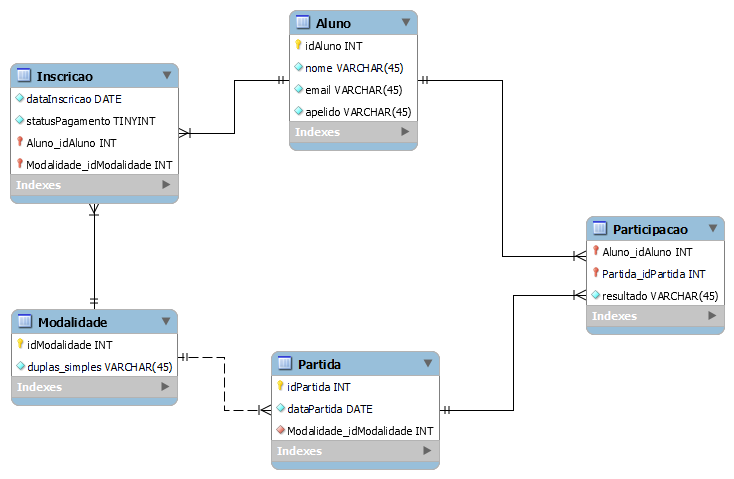 Aluno
idAluno INT
nome VARCHAR(45)
email VARCHAR(45)
apelido VARCHAR(45)
Indexes
Inscricao
dataInscricao DATE
statusPagamento TINYINT
Aluno_idAluno INT
Modalidade_idModalidade INT
Indexes
Participacao
Aluno_idAluno INT
Partida_idPartida INT
resultado VARCHAR(45)
Indexes
Modalidade
idModalidade INT
duplas_simples VARCHAR(45)
Indexes
Partida
idPartida INT
dataPartida DATE
Modalidade_idModalidade INT
Indexes